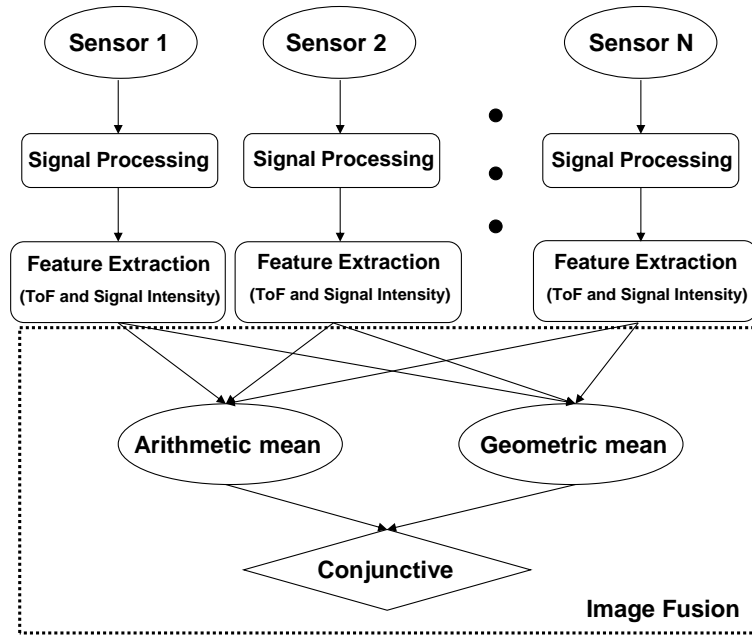 Sensor 1
Sensor 2
Sensor N
Signal Processing
Signal Processing
Signal Processing
Feature Extraction
(ToF and Signal Intensity)
Feature Extraction
(ToF and Signal Intensity)
Feature Extraction
(ToF and Signal Intensity)
Arithmetic mean
Geometric mean
Conjunctive
Image Fusion